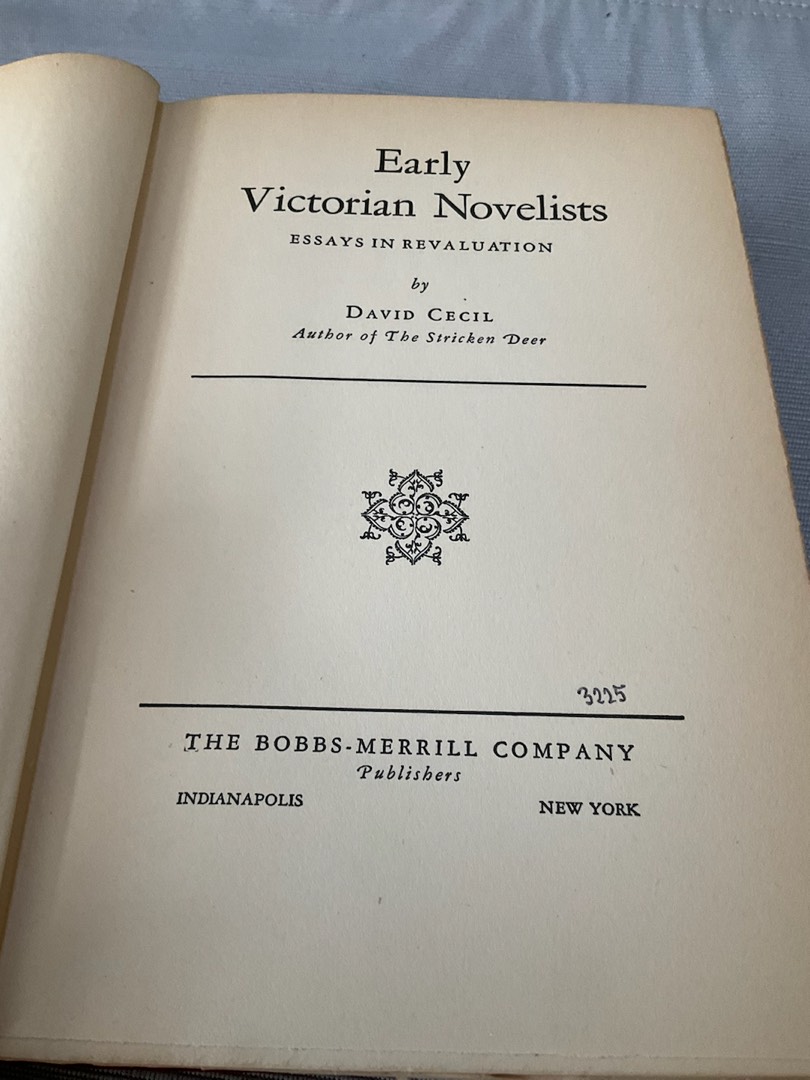 Early
Victorian Novelists
ESSAYS IN REVALUATION
by
DAVID CECIL
Author of The Stricken Deer
3225
THE BOBBS-MERRILL COMPANY
Publishers
INDIANAPOLIS NEW YORK